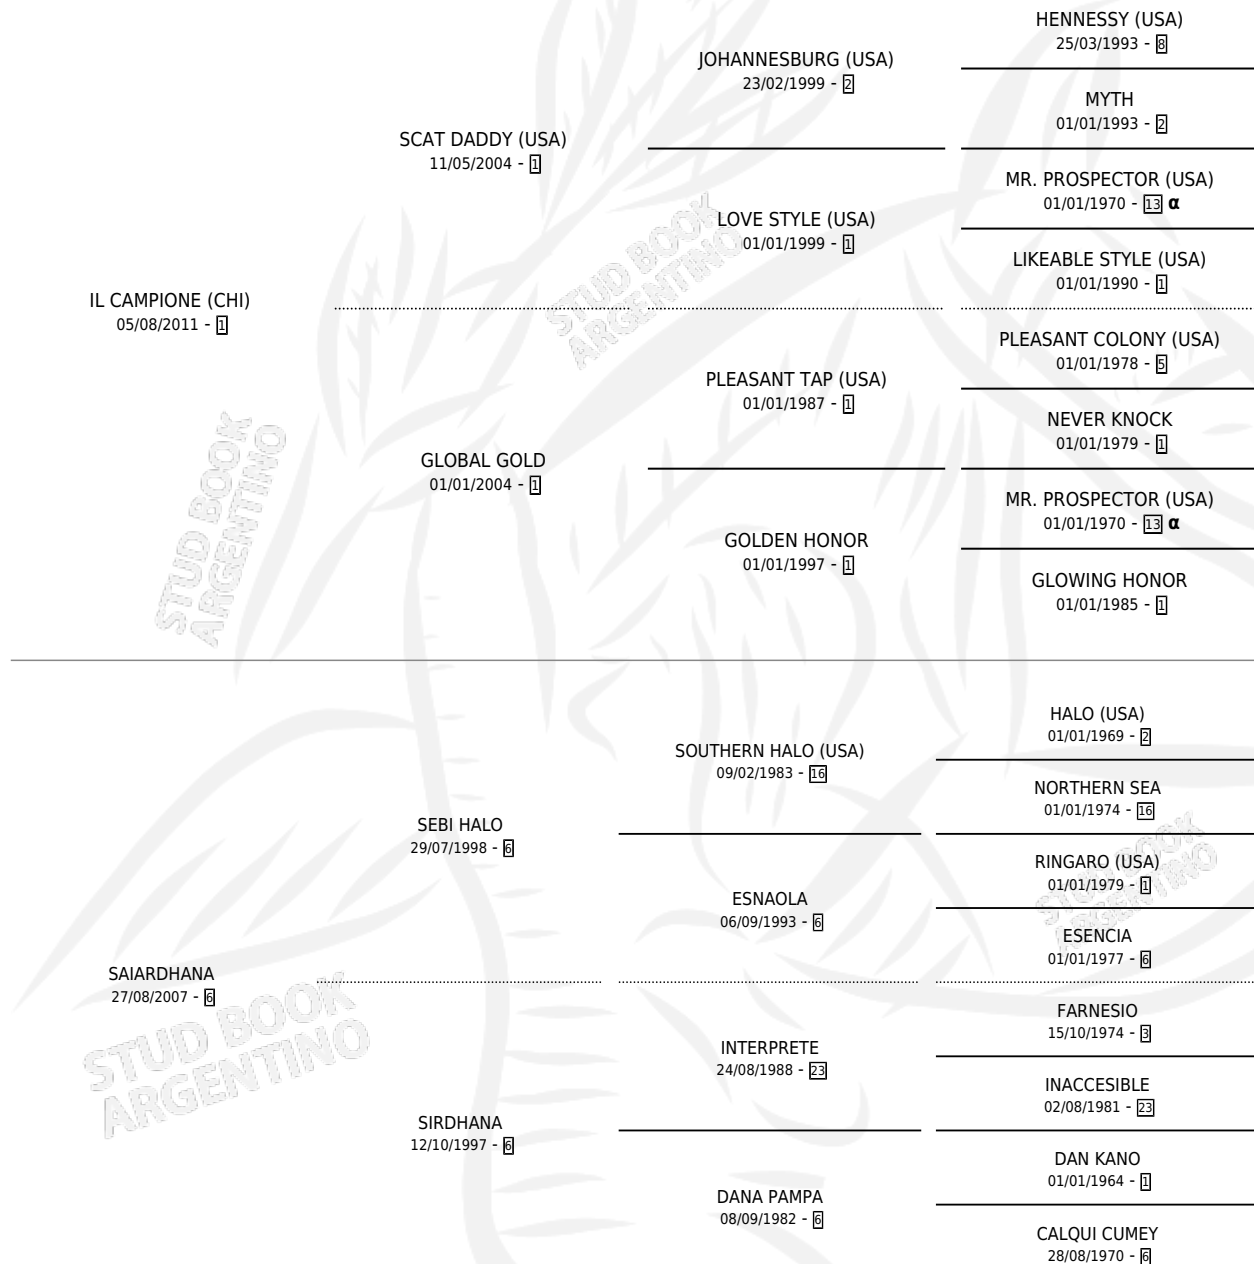 HENNESSY (USA)
25/03/1993 - 8
JOHANNESBURG (USA)
23/02/1999 - 2
MYTH
01/01/1993 - 2
SCAT DADDY (USA)
11/05/2004 - 1
MR. PROSPECTOR (USA)
01/01/1970 - 13 α
LOVE STYLE (USA)
01/01/1999 - 1
LIKEABLE STYLE (USA)
01/01/1990 - 1
IL CAMPIONE (CHI)
05/08/2011 - 1
PLEASANT COLONY (USA)
01/01/1978 - 5
PLEASANT TAP (USA)
01/01/1987 - 1
NEVER KNOCK
01/01/1979 - 1
GLOBAL GOLD
01/01/2004 - 1
MR. PROSPECTOR (USA)
01/01/1970 - 13 α
GOLDEN HONOR
01/01/1997 - 1
GLOWING HONOR
01/01/1985 - 1
HALO (USA)
01/01/1969 - 2
SOUTHERN HALO (USA)
09/02/1983 - 16
NORTHERN SEA
01/01/1974 - 16
SEBI HALO
29/07/1998 - 6
RINGARO (USA)
01/01/1979 - 1
ESNAOLA
06/09/1993 - 6
ESENCIA
01/01/1977 - 6
SAIARDHANA
27/08/2007 - 6
FARNESIO
15/10/1974 - 3
INTERPRETE
24/08/1988 - 23
INACCESIBLE
02/08/1981 - 23
SIRDHANA
12/10/1997 - 6
DAN KANO
01/01/1964 - 1
DANA PAMPA
08/09/1982 - 6
CALQUI CUMEY
28/08/1970 - 6
STUD BOOK
ARGENTINO
STUD BOOK
ARGENTINO
STUD BOOK
ARGENTINO
STUD BOOK
ARGENTINO